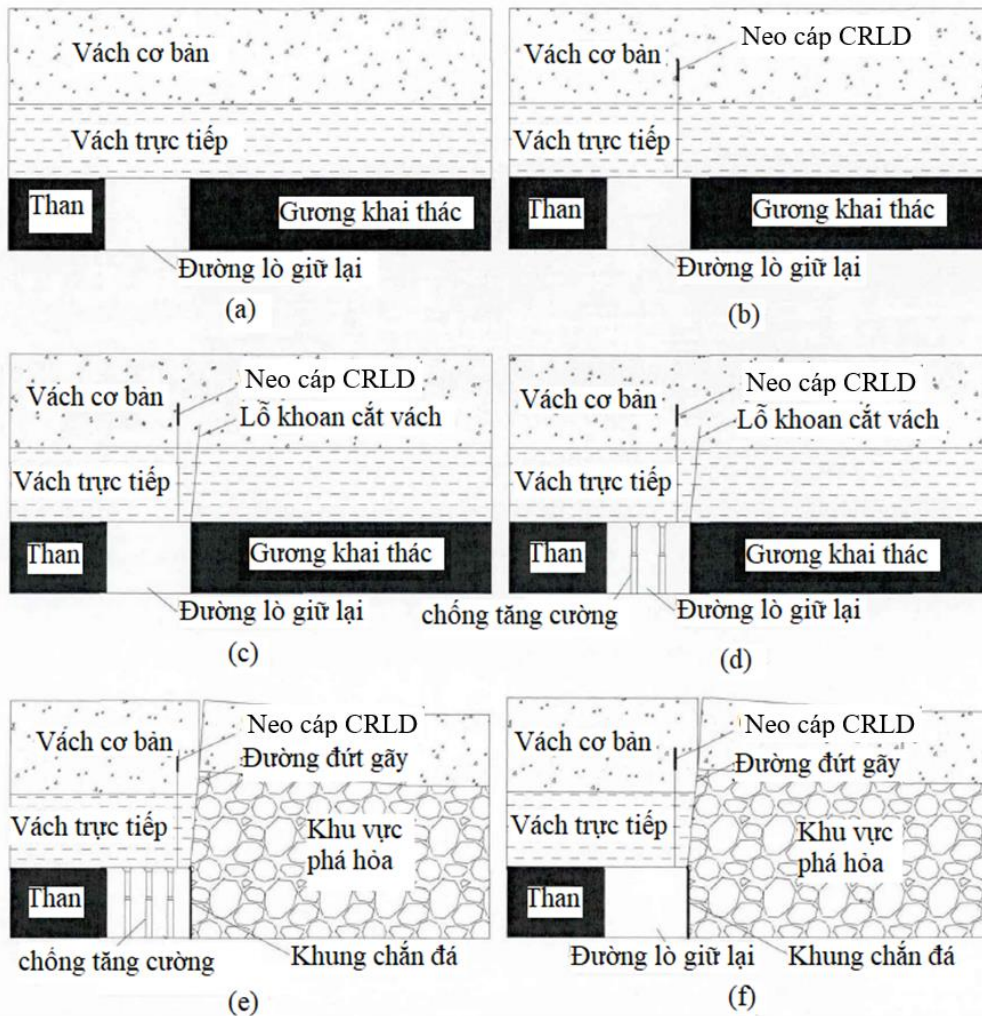 Vách cơ bản
Vách trực tiếp
Than
Gương khai thác
Đường lò giữ lại
(a)
Neo cáp CRLD
Vách cơ bản
Vách trực tiếp
Than
Gương khai thác
Đường lò giữ lại
(b)
Neo cáp CRLD
Vách cơ bản
Lỗ khoan cắt vách
Vách trực tiếp
Than
Gương khai thác
Đường lò giữ lại
(c)
Neo cáp CRLD
Vách cơ bản
Lỗ khoan cắt vách
Vách trực tiếp
Than
Gương khai thác
chống tăng cường
Đường lò giữ lại
(d)
Neo cáp CRLD
Vách cơ bản
Đường đứt gãy
Vách trực tiếp
Khu vực
phá hỏa
Than
chống tăng cường
Khung chắn đá
(e)
Neo cáp CRLD
Vách cơ bản
Đường đứt gãy
Vách trực tiếp
Khu vực
phá hỏa
Than
Đường lò giữ lại
Khung chắn đá
(f)